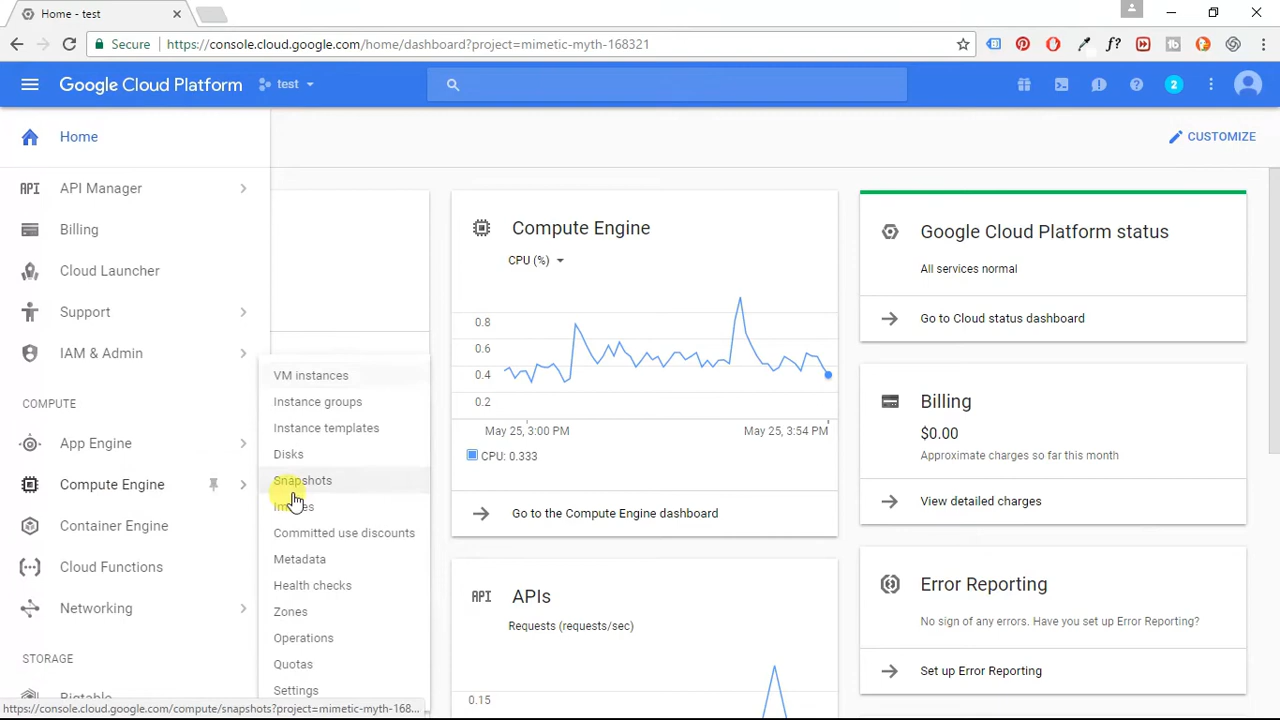 Home - test
Secure
https://console.cloud.google.com/home/dashboard?project=mimetic-myth-168321
Google Cloud Platform
test
2
Home
CUSTOMIZE
API API Manager
Billing
Cloud Launcher
Support
IAM & Admin
COMPUTE
App Engine
Compute Engine
Container Engine
Cloud Functions
Networking
STORAGE
Bigtable
VM instances
Instance groups
Instance templates
Disks
Snapshots
Images
Committed use discounts
Metadata
Health checks
Zones
Operations
Quotas
Settings
Compute Engine
CPU (%)
0.8
0.6
0.4
0.2
May 25, 3:00 PM
May 25, 3:54 PM
CPU: 0.333
Go to the Compute Engine dashboard
API APIs
Requests (requests/sec)
0.15
Google Cloud Platform status
All services normal
Go to Cloud status dashboard
Billing
$0.00
Approximate charges so far this month
View detailed charges
Error Reporting
No sign of any errors. Have you set up Error Reporting?
Set up Error Reporting
https://console.cloud.google.com/compute/snapshots?project=mimetic-myth-168...